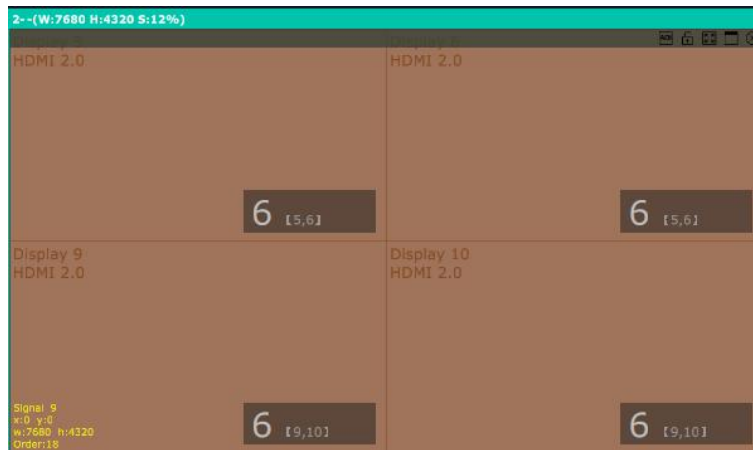 2--(W:7680 H:4320 S:12%)
HDMI 2.0
HDMI 2.0
6 【5,6】
6 【5,6】
Display 9
HDMI 2.0
Display 10
HDMI 2.0
Signal 9
x:0 y:0
w:7680 h:4320
Order:18
6 【9,10】
6 【9,10】